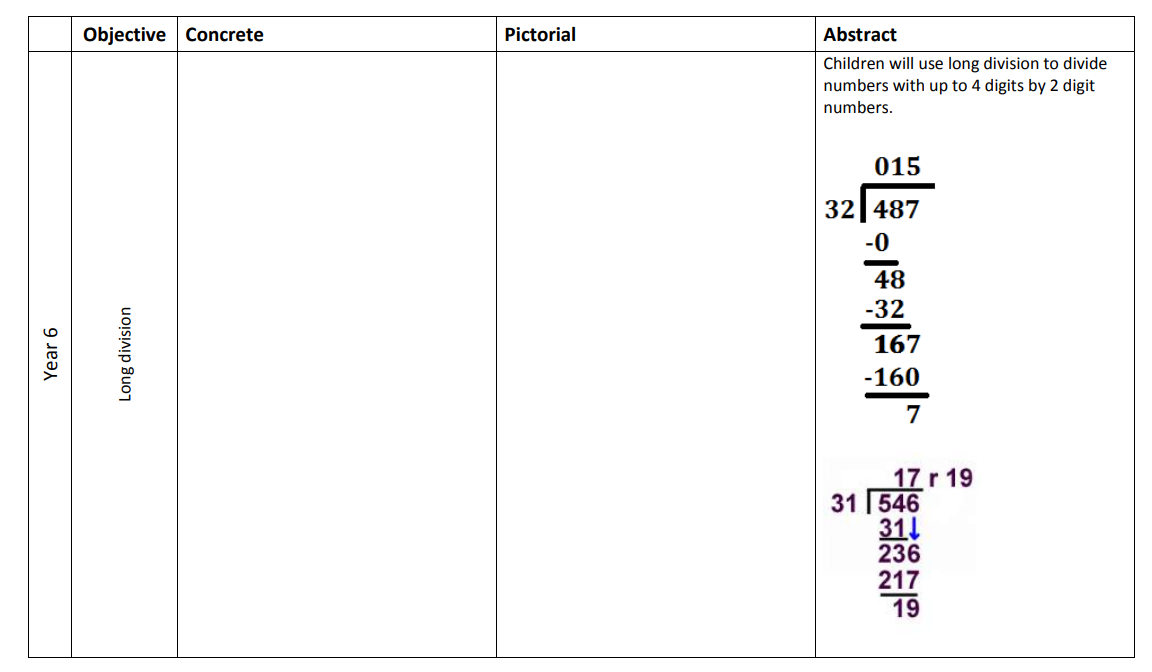 Objective Concrete Pictorial Abstract
Year 6
Long division
Children will use long division to divide
numbers with up to 4 digits by 2 digit
numbers.
015
32 487
-0
48
-32
167
-160
7
17 r 19
31 546
31↓
236
217
19